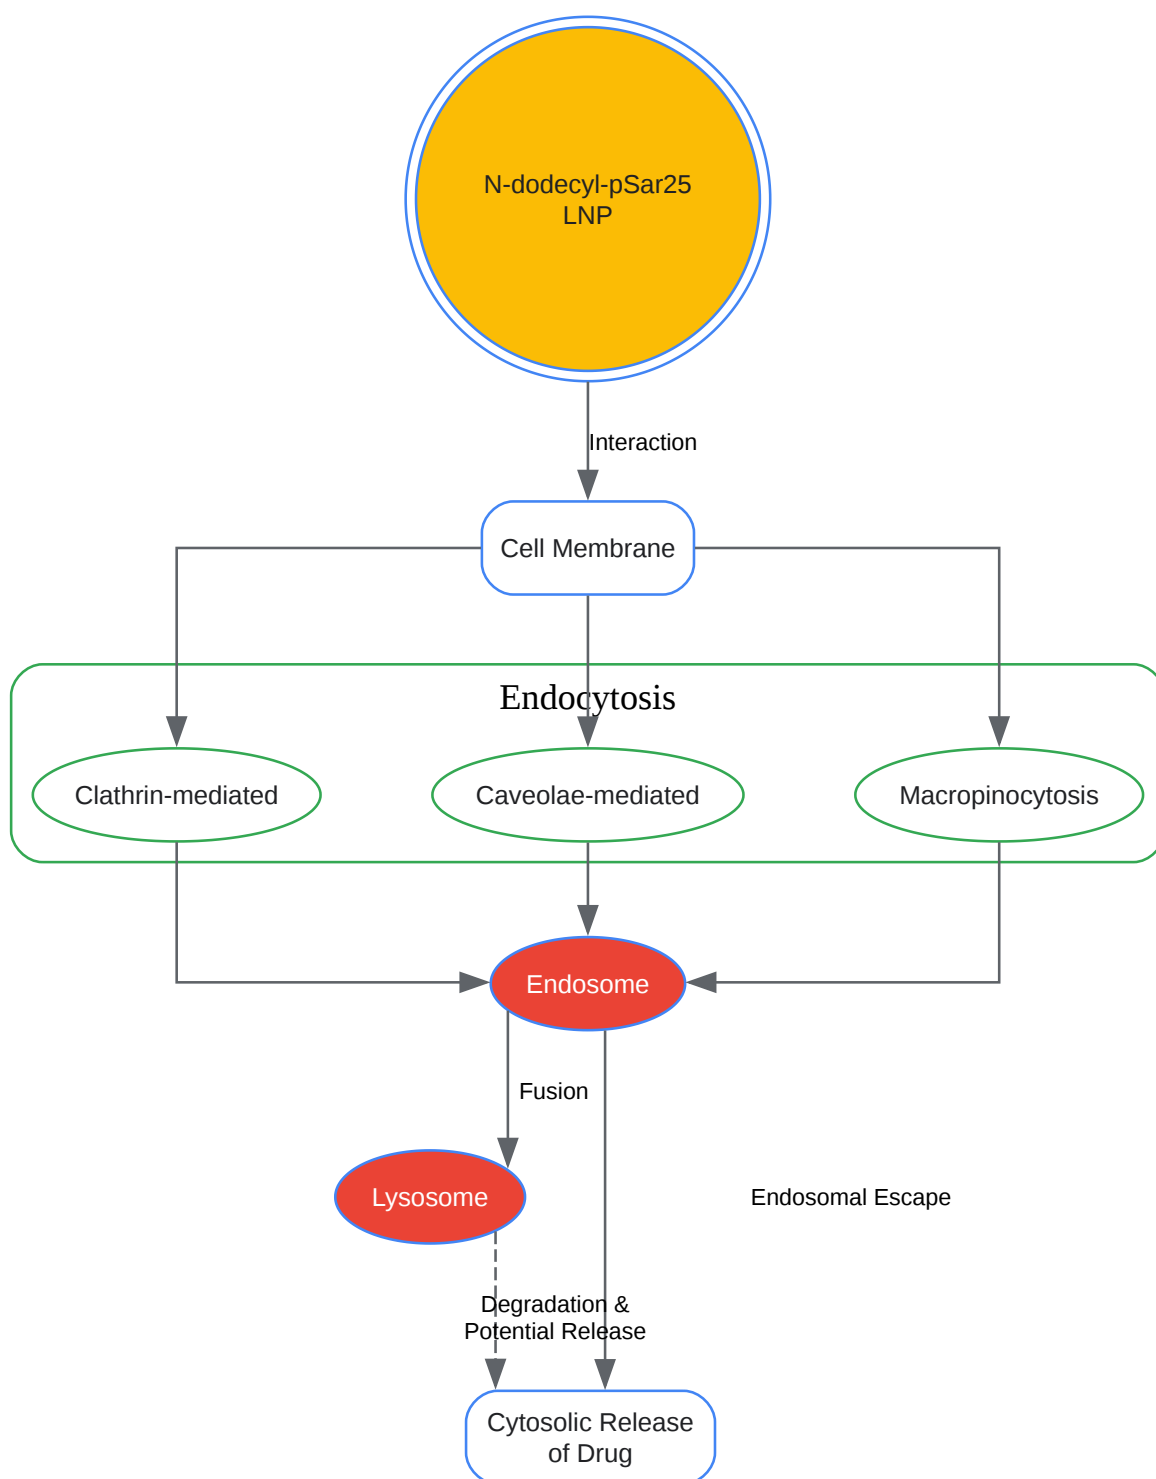 N-dodecyl-pSar25
LNP
Interaction
Cell Membrane
Endocytosis
Clathrin-mediated
Caveolae-mediated
Macropinocytosis
Endosome
Fusion
Lysosome
Endosomal Escape
Degradation &
Potential Release
Cytosolic Release
of Drug